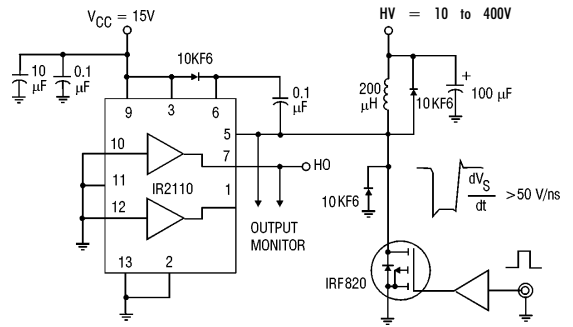 V_CC = 15V
HV = 10 to 400V
10KF6
10 μF
0.1 μF
200 μH
10KF6
+
100 μF
0.1 μF
9
3
6
5
10
7
HO
11
IR2110
1
12
10KF6
dV_S
dt
>50 V/ns
OUTPUT
MONITOR
13
2
IRF820